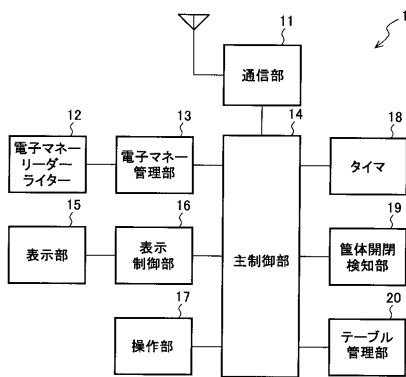 1
11
通信部
12
電子マネー
リーダー
ライター
13
電子マネー
管理部
14
主制御部
18
タイマ
15
表示部
16
表示
制御部
19
筐体開閉
検知部
17
操作部
20
テーブル
管理部